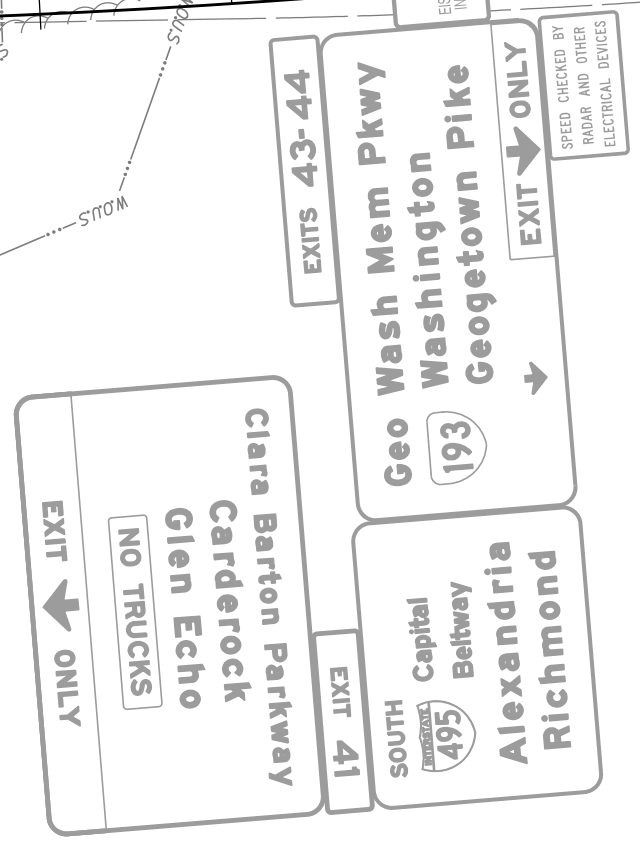 W.O.U.S
W.O.U.S
EXITS 43-44
Geo Wash Mem Pkwy
193
Washington
Geogetown Pike
EXIT ONLY
SPEED CHECKED BY
RADAR AND OTHER
ELECTRICAL DEVICES
EXIT 41
Clara Barton Parkway
Carderock
Glen Echo
NO TRUCKS
EXIT ONLY
SOUTH
INTERSTATE
495
Capital
Beltway
Alexandria
Richmond